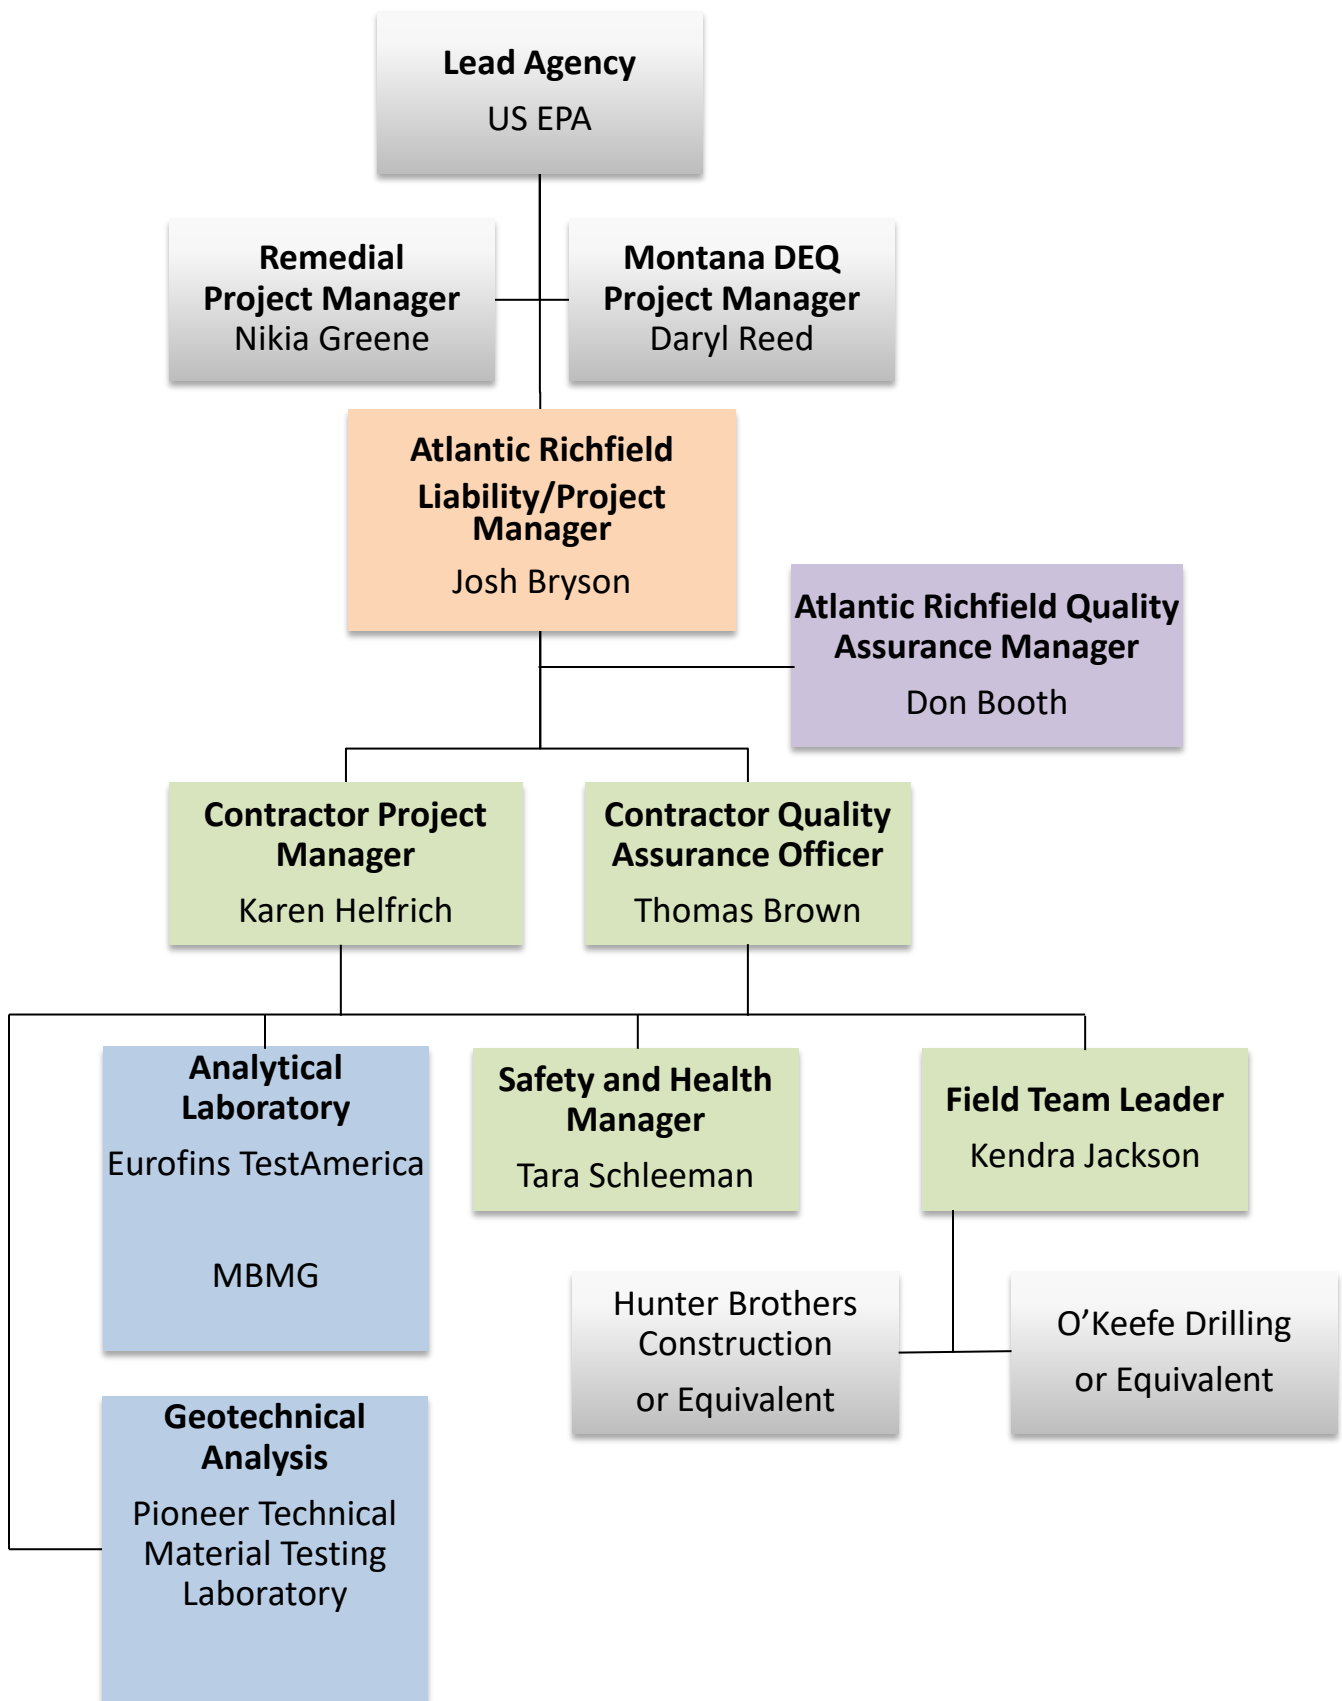 Lead Agency
US EPA
Remedial
Project Manager
Nikia Greene
Montana DEQ
Project Manager
Daryl Reed
Atlantic Richfield
Liability/Project
Manager
Josh Bryson
Atlantic Richfield Quality
Assurance Manager
Don Booth
Contractor Project
Manager
Karen Helfrich
Contractor Quality
Assurance Officer
Thomas Brown
Analytical
Laboratory
Eurofins TestAmerica
MBMG
Safety and Health
Manager
Tara Schleeman
Field Team Leader
Kendra Jackson
Hunter Brothers
Construction
or Equivalent
O’Keefe Drilling
or Equivalent
Geotechnical
Analysis
Pioneer Technical
Material Testing
Laboratory